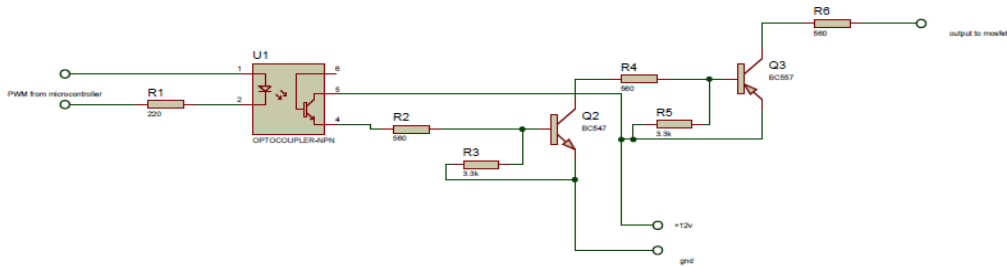 R6
560
output to mosfet
U1
1
6
5
2
4
OPTOCOUPLER-NPN
PWM from microcontroller
R1
220
R2
560
R3
3.3k
Q2
BC547
R4
560
Q3
BC557
R5
3.3k
+12v
gnd